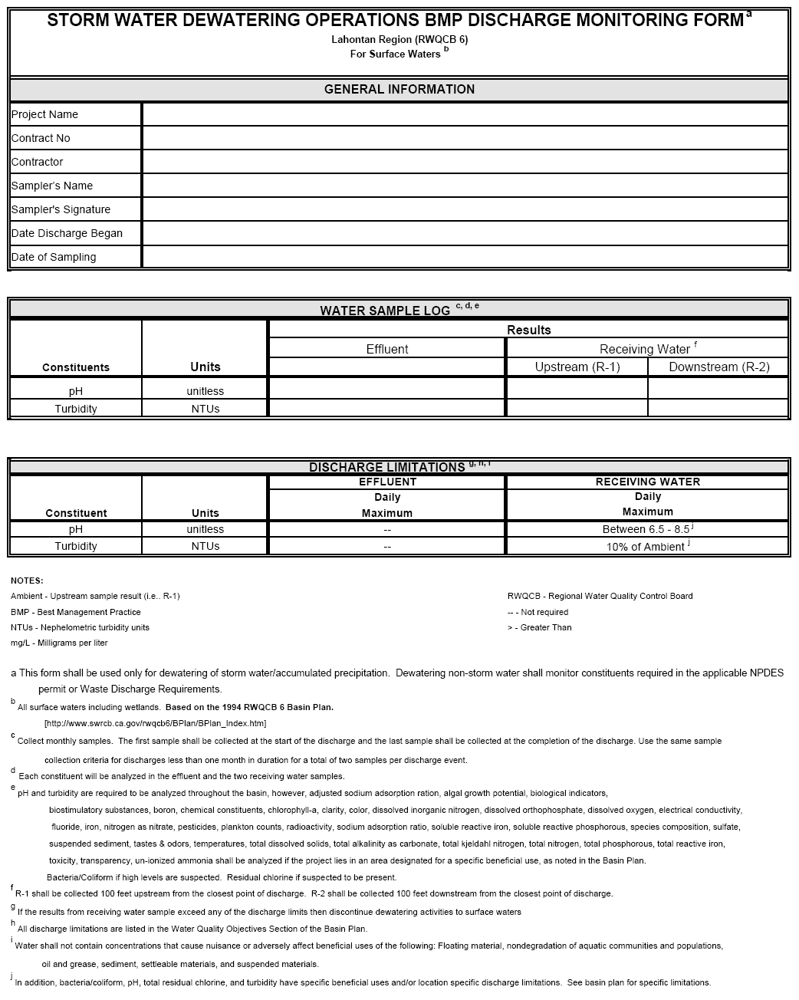 STORM WATER DEWATERING OPERATIONS BMP DISCHARGE MONITORING FORM a
Lahontan Region (RWQCB 6)
For Surface Waters b
GENERAL INFORMATION
Project Name
Contract No
Contractor
Sampler's Name
Sampler's Signature
Date Discharge Began
Date of Sampling
WATER SAMPLE LOG c, d, e
Results
Effluent
Receiving Water f
Constituents
Units
Upstream (R-1)
Downstream (R-2)
pH unitless
Turbidity NTUs
DISCHARGE LIMITATIONS g, h, i
EFFLUENT RECEIVING WATER
Daily Daily
Constituent Units Maximum Maximum
pH unitless -- Between 6.5 - 8.5 j
Turbidity NTUs -- 10% of Ambient j
NOTES:
Ambient - Upstream sample result (i.e.. R-1) RWQCB - Regional Water Quality Control Board
BMP - Best Management Practice -- - Not required
NTUs - Nephelometric turbidity units > - Greater Than
mg/L - Milligrams per liter
a This form shall be used only for dewatering of storm water/accumulated precipitation. Dewatering non-storm water shall monitor constituents required in the applicable NPDES
permit or Waste Discharge Requirements.
b All surface waters including wetlands. Based on the 1994 RWQCB 6 Basin Plan.
[http://www.swrcb.ca.gov/rwqcb6/BPlan/BPlan_Index.htm]
c Collect monthly samples. The first sample shall be collected at the start of the discharge and the last sample shall be collected at the completion of the discharge. Use the same sample
collection criteria for discharges less than one month in duration for a total of two samples per discharge event.
d Each constituent will be analyzed in the effluent and the two receiving water samples.
e pH and turbidity are required to be analyzed throughout the basin, however, adjusted sodium adsorption ration, algal growth potential, biological indicators,
biostimulatory substances, boron, chemical constituents, chlorophyll-a, clarity, color, dissolved inorganic nitrogen, dissolved orthophosphate, dissolved oxygen, electrical conductivity,
fluoride, iron, nitrogen as nitrate, pesticides, plankton counts, radioactivity, sodium adsorption ratio, soluble reactive iron, soluble reactive phosphorous, species composition, sulfate,
suspended sediment, tastes & odors, temperatures, total dissolved solids, total alkalinity as carbonate, total kjeldahl nitrogen, total nitrogen, total phosphorous, total reactive iron,
toxicity, transparency, un-ionized ammonia shall be analyzed if the project lies in an area designated for a specific beneficial use, as noted in the Basin Plan.
Bacteria/Coliform if high levels are suspected. Residual chlorine if suspected to be present.
f R-1 shall be collected 100 feet upstream from the closest point of discharge. R-2 shall be collected 100 feet downstream from the closest point of discharge.
g If the results from receiving water sample exceed any of the discharge limits then discontinue dewatering activities to surface waters
h All discharge limitations are listed in the Water Quality Objectives Section of the Basin Plan.
i Water shall not contain concentrations that cause nuisance or adversely affect beneficial uses of the following: Floating material, nondegradation of aquatic communities and populations,
oil and grease, sediment, settleable materials, and suspended materials.
j In addition, bacteria/coliform, pH, total residual chlorine, and turbidity have specific beneficial uses and/or location specific discharge limitations. See basin plan for specific limitations.